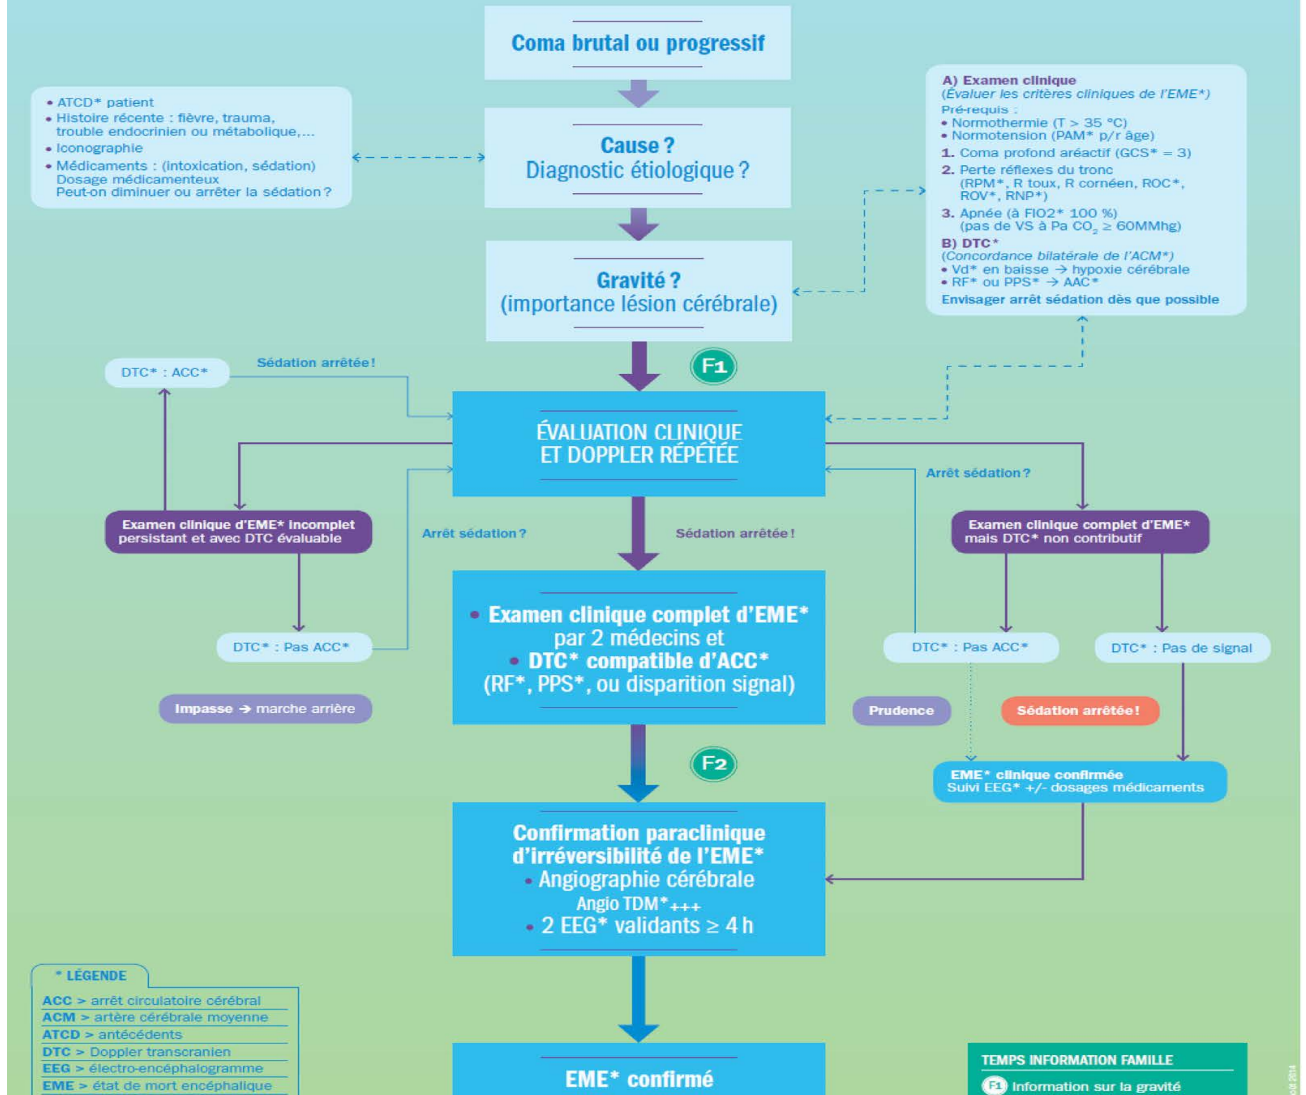 Coma brutal ou progressif
• ATCD* patient
• Histoire récente : fièvre, trauma,
trouble endocrinien ou métabolique,...
• Iconographie
• Médicaments : (intoxication, sédation)
Dosage médicamenteux
Peut-on diminuer ou arrêter la sédation ?
Cause ?
Diagnostic étiologique ?
A) Examen clinique
(Évaluer les critères cliniques de l'EME*)
Pré-requis :
• Normothermie (T > 35 °C)
• Normotension (PAM* p/r âge)
1. Coma profond aréactif (GCS* = 3)
2. Perte réflexes du tronc
(RPM*, R toux, R cornéen, ROC*,
ROV*, RNP*)
3. Apnée (à FIO2* 100 %)
(pas de VS à Pa CO₂ ≥ 60MMhg)
B) DTC*
(Concordance bilatérale de l'ACM*)
• Vd* en baisse → hypoxie cérébrale
• RF* ou PPS* → AAC*
Envisager arrêt sédation dès que possible
Gravité ?
(importance lésion cérébrale)
F1
DTC* : ACC*
Sédation arrêtée !
ÉVALUATION CLINIQUE
ET DOPPLER RÉPÉTÉE
Arrêt sédation ?
Examen clinique d'EME* Incomplet
persistant et avec DTC évaluable
Arrêt sédation ?
Sédation arrêtée !
Examen clinique complet d'EME*
mais DTC* non contributif
• Examen clinique complet d'EME*
par 2 médecins et
• DTC* compatible d'ACC*
(RF*, PPS*, ou disparition signal)
DTC* : Pas ACC*
DTC* : Pas ACC*
DTC* : Pas de signal
Impasse → marche arrière
Prudence
Sédation arrêtée !
F2
EME* clinique confirmée
Suivi EEG* +/- dosages médicaments
Confirmation paraclinique
d'irréversibilité de l'EME*
• Angiographie cérébrale
Angio TDM*+++
• 2 EEG* validants ≥ 4 h
* LÉGENDE
ACC > arrêt circulatoire cérébral
ACM > artère cérébrale moyenne
ATCD > antécédents
DTC > Doppler transcranien
EEG > électro-encéphalogramme
EME > état de mort encéphalique
EME* confirmé
TEMPS INFORMATION FAMILLE
F1 Information sur la gravité
2014